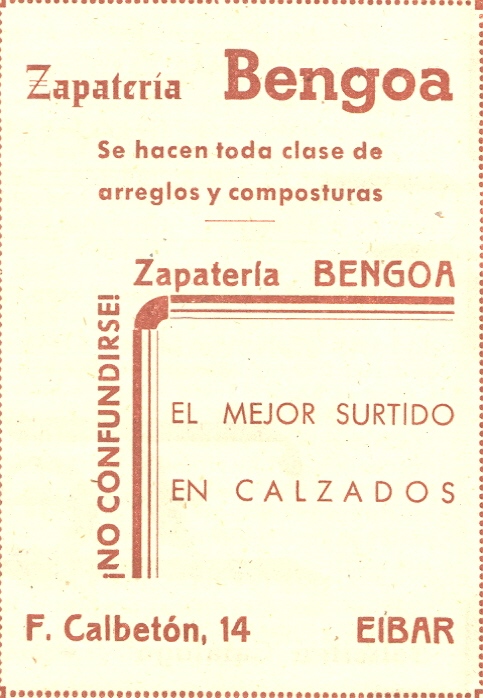 Zapatería Bengoa
Se hacen toda clase de
arreglos y composturas
Zapatería BENGOA
¡NO CONFUNDIRSE!
EL MEJOR SURTIDO
EN CALZADOS
F. Calbetón, 14 EIBAR